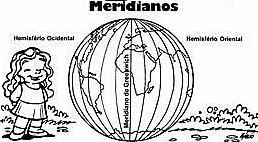 Meridianos
Hemisfério Ocidental
Hemisfério Oriental
Meridiano de Greenwich